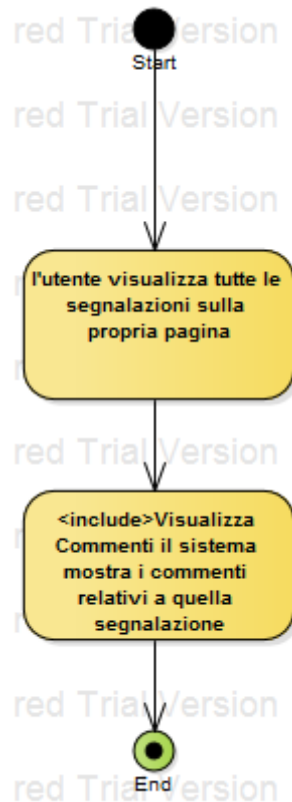 red Trial Version
Start
red Trial Version
red Trial Version
l'utente visualizza tutte le
segnalazioni sulla
propria pagina
red Trial Version
<include>Visualizza
Commenti il sistema
mostra i commenti
relativi a quella
segnalazione
red Trial Version
End
red Trial Version